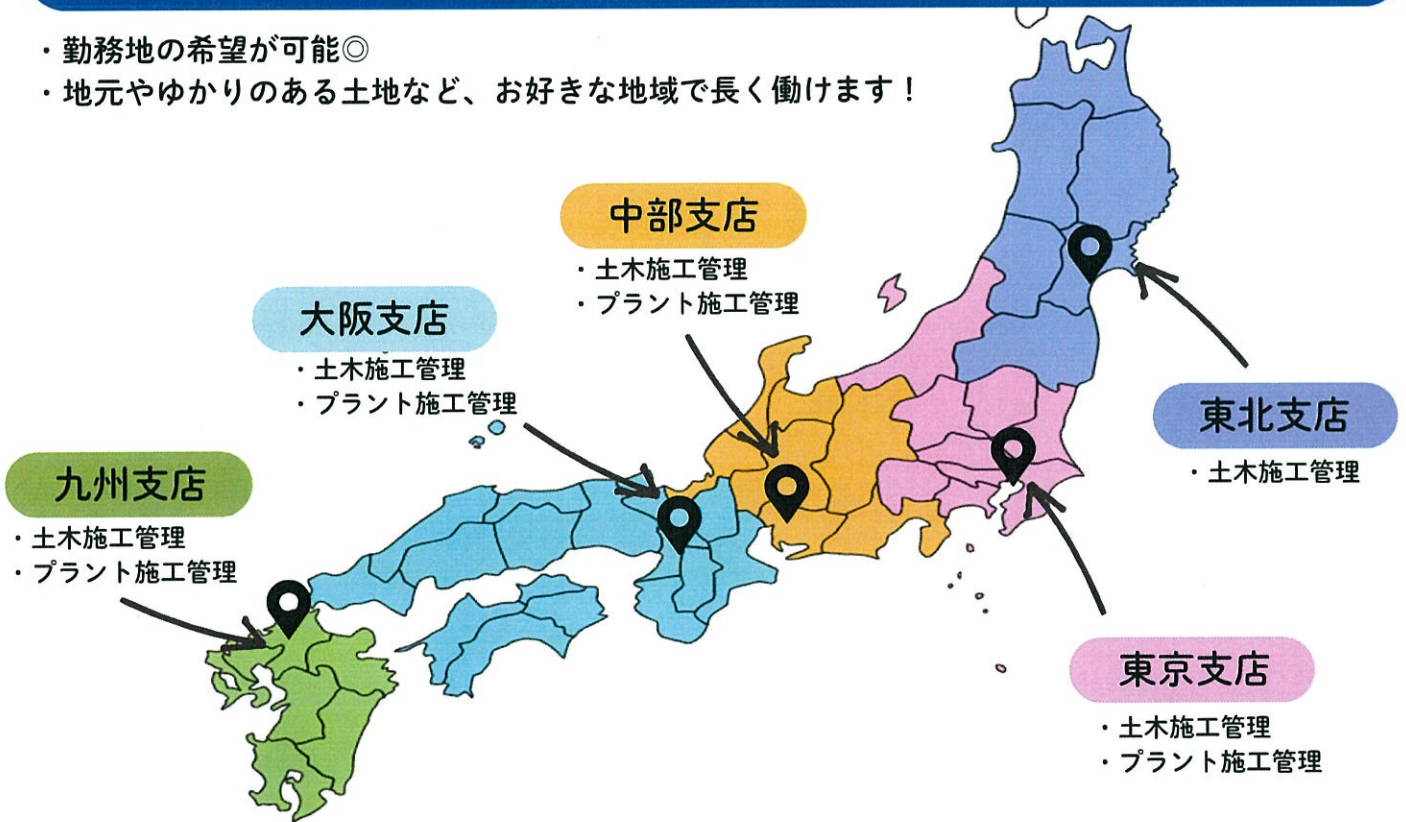 ・勤務地の希望が可能◎
・地元やゆかりのある土地など、お好きな地域で長く働けます！
中部支店
・土木施工管理
・プラント施工管理
大阪支店
・土木施工管理
・プラント施工管理
東北支店
・土木施工管理
九州支店
・土木施工管理
・プラント施工管理
東京支店
・土木施工管理
・プラント施工管理